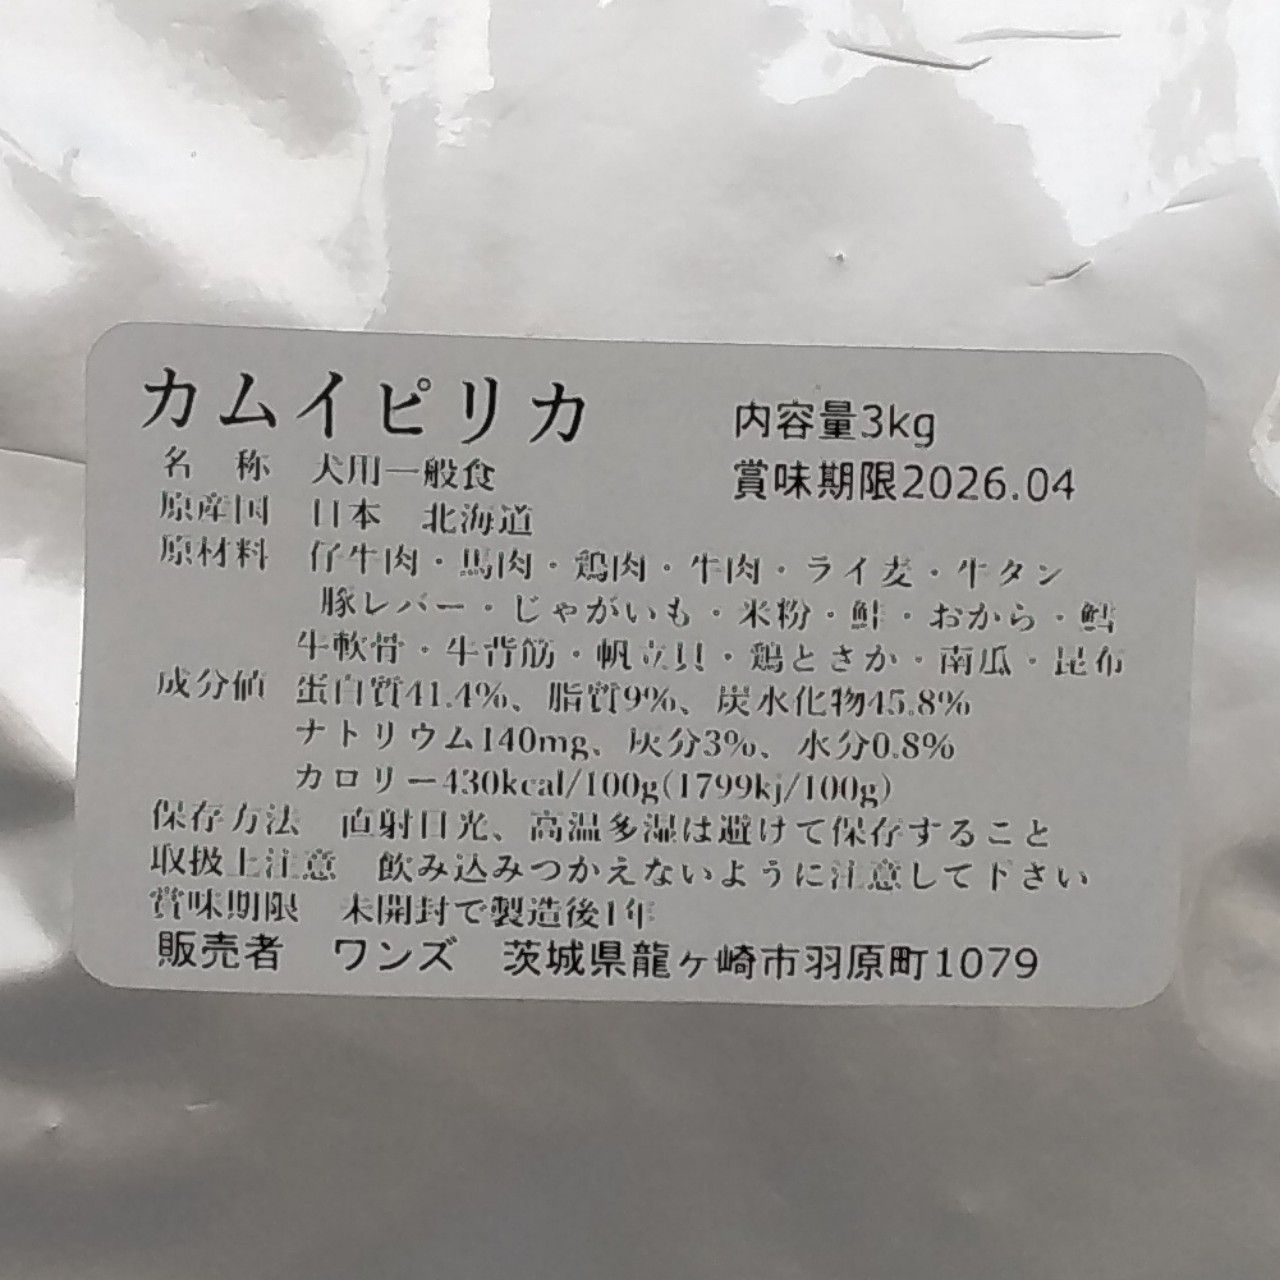 カムイピリカ
内容量3kg
賞味期限2026.04
名　称　犬用一般食
原産国　日本　北海道
原材料　仔牛肉・馬肉・鶏肉・牛肉・ライ麦・牛タン
豚レバー・じゃがいも・米粉・鮭・おから・鱈
牛軟骨・牛背筋・帆立貝・鶏とさか・南瓜・昆布
成分値　蛋白質41.4%、脂質9%、炭水化物45.8%
ナトリウム140mg、灰分3%、水分0.8%
カロリー430kcal/100g(1799kj/100g)
保存方法　直射日光、高温多湿は避けて保存すること
取扱上注意　飲み込みつかえないように注意して下さい
賞味期限　未開封で製造後1年
販売者　ワンズ　茨城県龍ヶ崎市羽原町1079